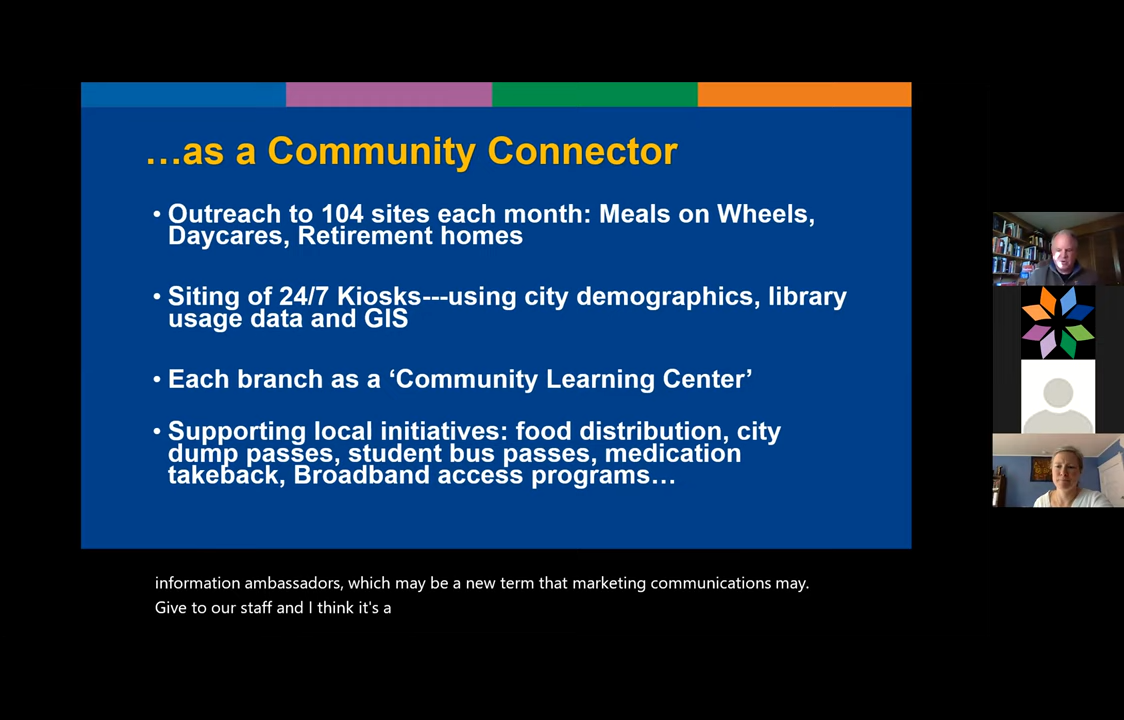 …as a Community Connector
• Outreach to 104 sites each month: Meals on Wheels,
Daycares, Retirement homes
• Siting of 24/7 Kiosks---using city demographics, library
usage data and GIS
• Each branch as a ‘Community Learning Center’
• Supporting local initiatives: food distribution, city
dump passes, student bus passes, medication
takeback, Broadband access programs…
information ambassadors, which may be a new term that marketing communications may.
Give to our staff and I think it's a